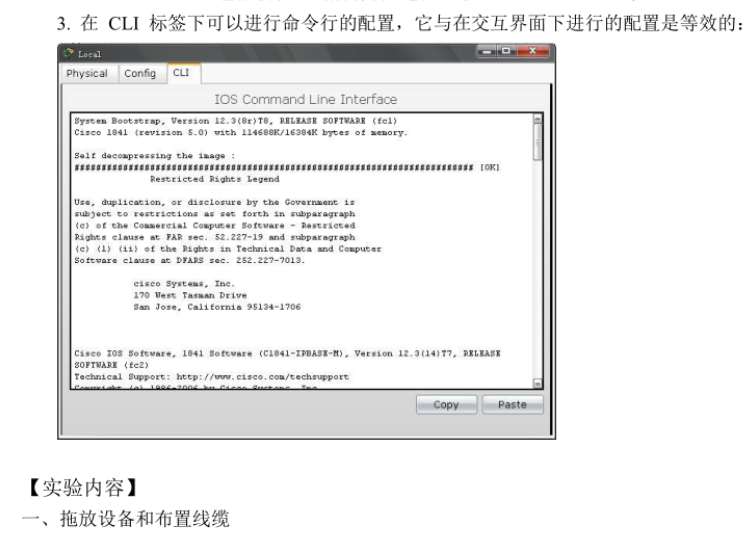 3. 在 CLI 标签下可以进行命令行的配置，它与在交互界面下进行的配置是等效的：
Local
Physical Config CLI
IOS Command Line Interface
System Bootstrap, Version 12.3(8r)T8, RELEASE SOFTWARE (fc1)
Cisco 1841 (revision 5.0) with 114688K/16384K bytes of memory.
Self decompressing the image :
########################################################################## [OK]
Restricted Rights Legend
Use, duplication, or disclosure by the Government is
subject to restrictions as set forth in subparagraph
(c) of the Commercial Computer Software - Restricted
Rights clause at FAR sec. 52.227-19 and subparagraph
(c) (1) (ii) of the Rights in Technical Data and Computer
Software clause at DFARS sec. 252.227-7013.
cisco Systems, Inc.
170 West Tasman Drive
San Jose, California 95134-1706
Cisco IOS Software, 1841 Software (C1841-IPBASE-M), Version 12.3(14)T7, RELEASE
SOFTWARE (fc2)
Technical Support: http://www.cisco.com/techsupport
Copyright (c) 1986-2006 by Cisco Systems, Inc.
Copy Paste
【实验内容】
一、拖放设备和布置线缆